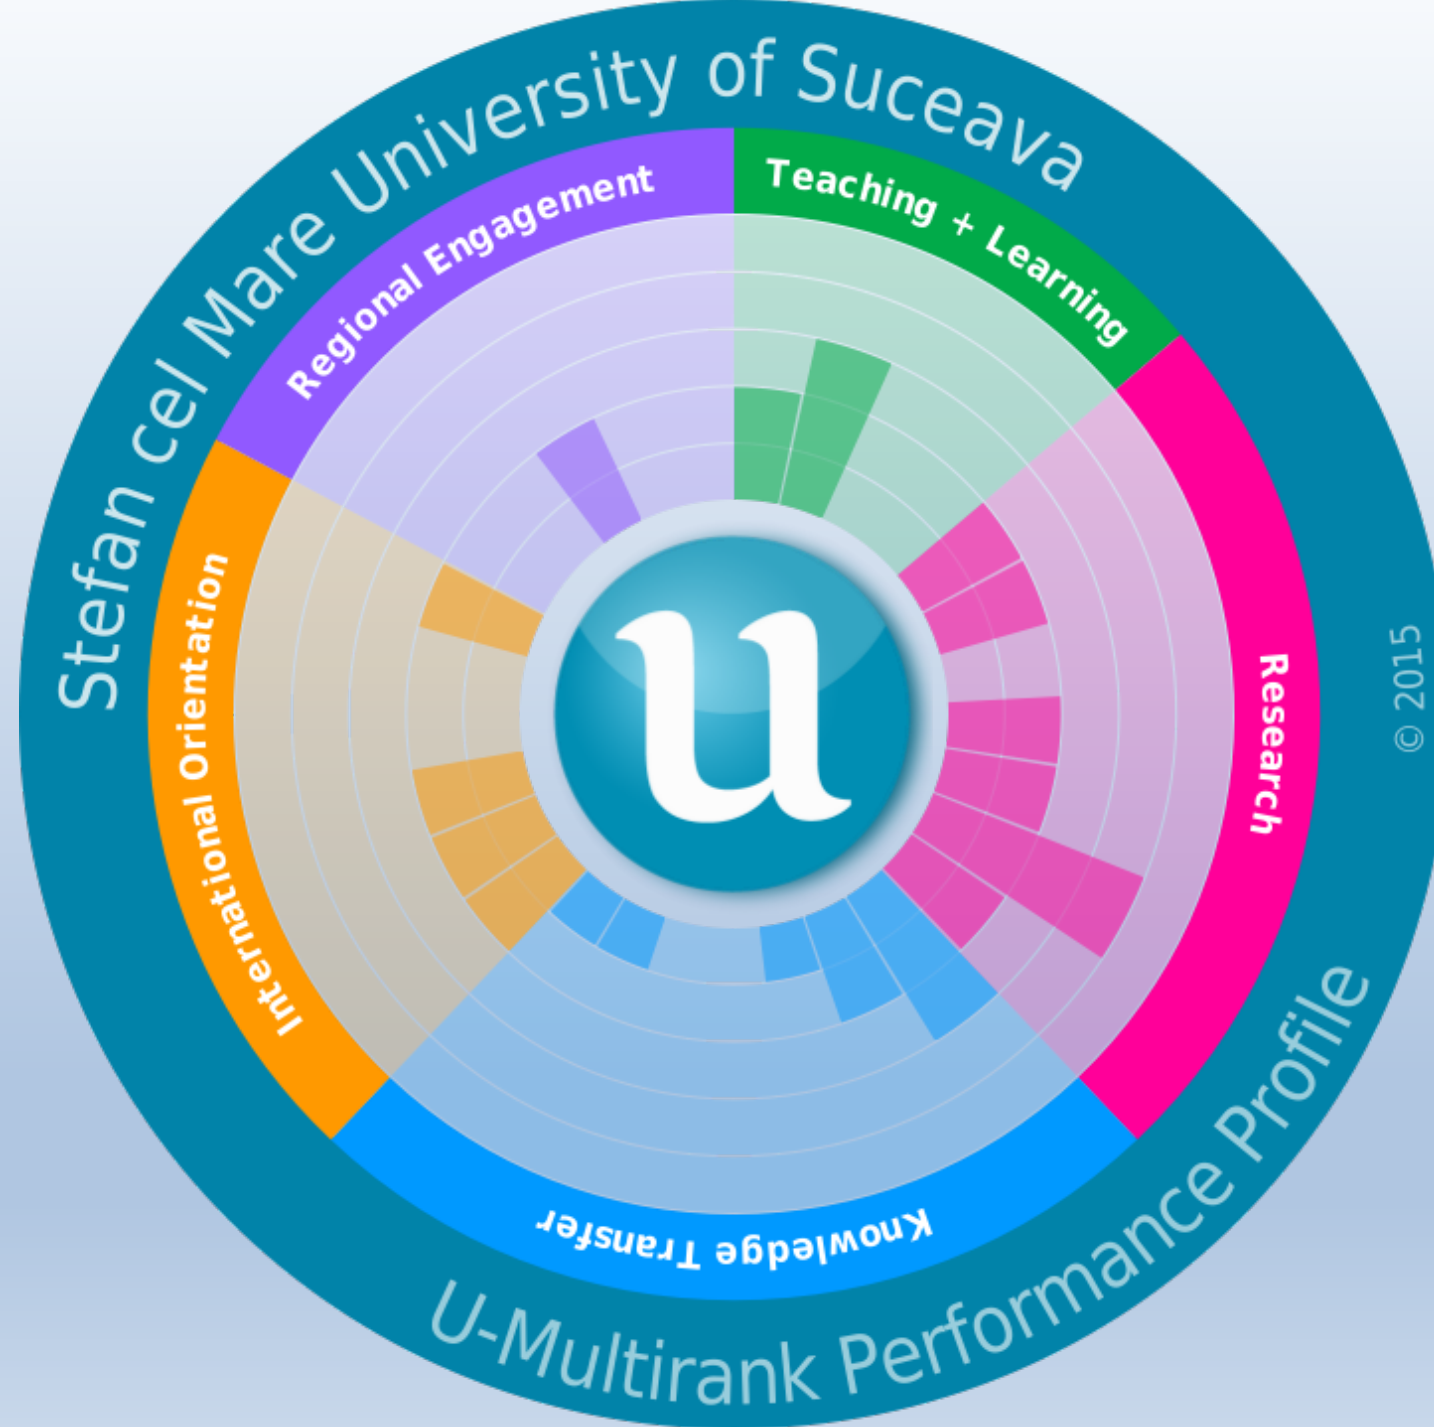 Stefan cel Mare University of Suceava
Teaching + Learning
Research
Knowledge Transfer
International Orientation
Regional Engagement
u
© 2015
U-Multirank Performance Profile